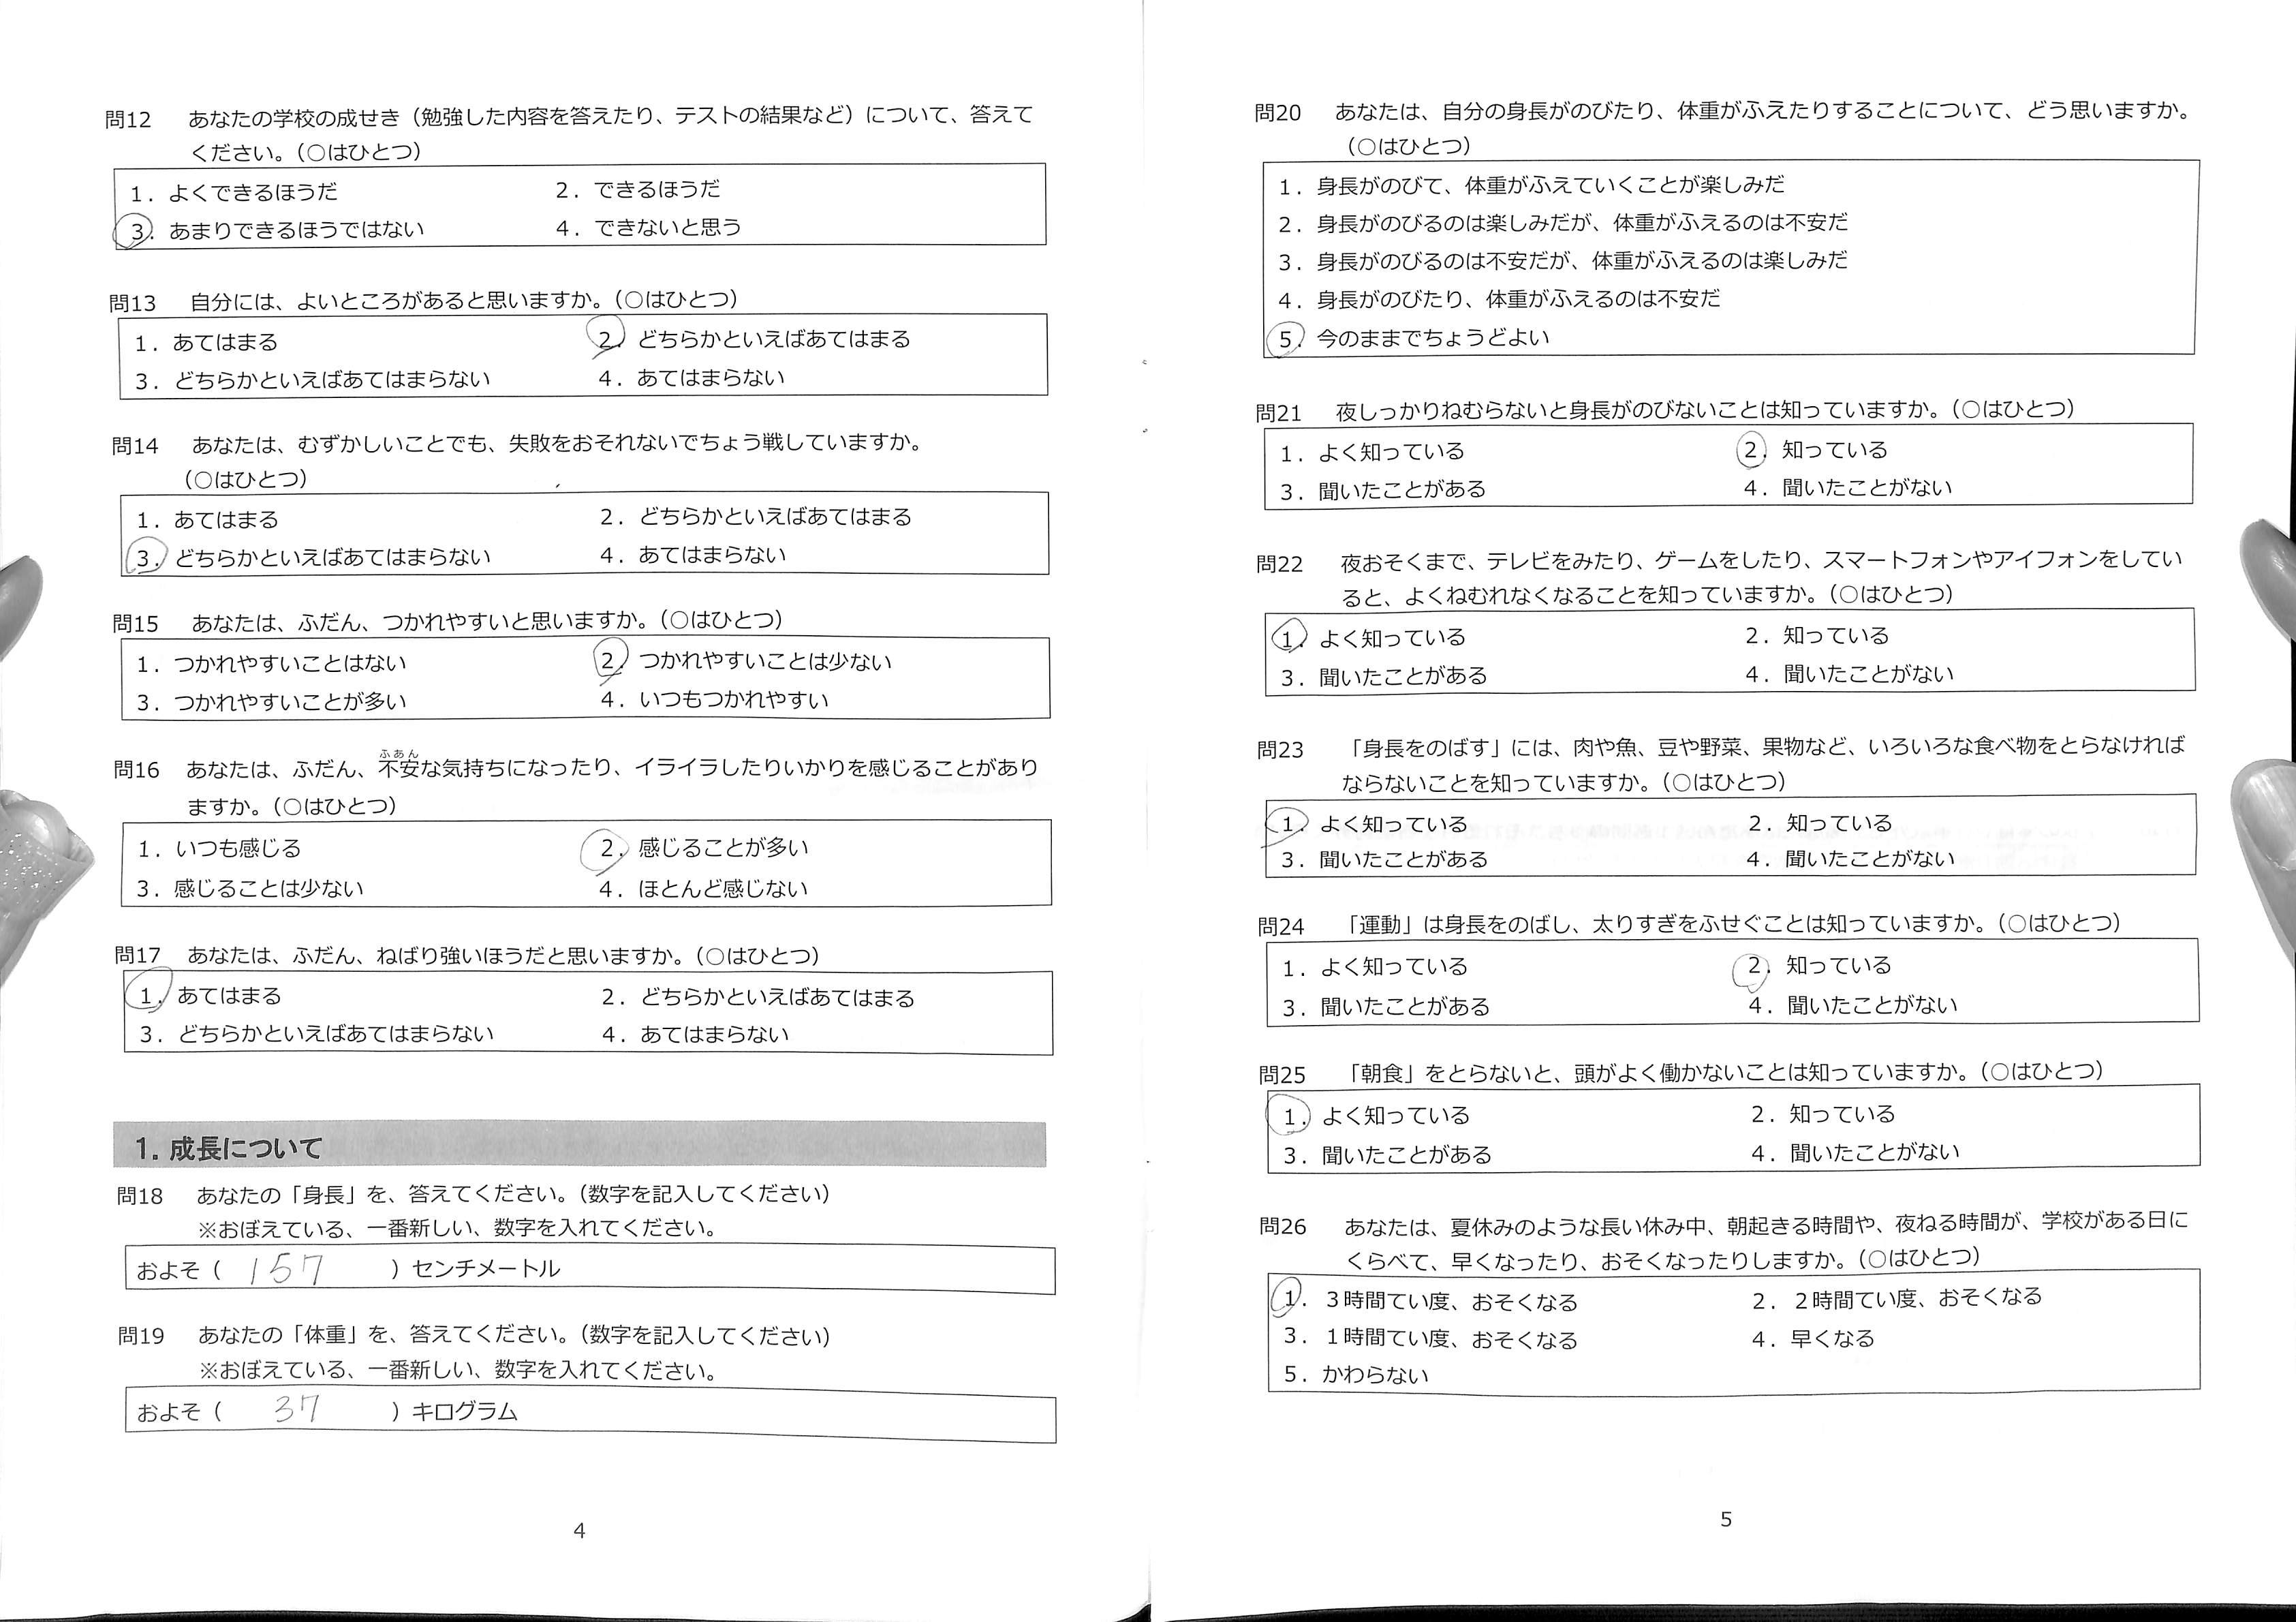 問12 あなたの学校の成せき（勉強した内容を答えたり、テストの結果など）について、答えて
ください。（○はひとつ）
1. よくできるほうだ 2. できるほうだ
3. あまりできるほうではない 4. できないと思う
問13 自分には、よいところがあると思いますか。（○はひとつ）
1. あてはまる 2. どちらかといえばあてはまる
3. どちらかといえばあてはまらない 4. あてはまらない
問14 あなたは、むずかしいことでも、失敗をおそれないでちょう戦していますか。
（○はひとつ）
1. あてはまる 2. どちらかといえばあてはまる
3. どちらかといえばあてはまらない 4. あてはまらない
問15 あなたは、ふだん、つかれやすいと思いますか。（○はひとつ）
1. つかれやすいことはない 2. つかれやすいことは少ない
3. つかれやすいことが多い 4. いつもつかれやすい
ふあん
問16 あなたは、ふだん、不安な気持ちになったり、イライラしたりいかりを感じることがあり
ますか。（○はひとつ）
1. いつも感じる 2. 感じることが多い
3. 感じることは少ない 4. ほとんど感じない
問17 あなたは、ふだん、ねばり強いほうだと思いますか。（○はひとつ）
1. あてはまる 2. どちらかといえばあてはまる
3. どちらかといえばあてはまらない 4. あてはまらない
1. 成長について
問18 あなたの「身長」を、答えてください。（数字を記入してください）
※おぼえている、一番新しい、数字を入れてください。
およそ（ 157 ）センチメートル
問19 あなたの「体重」を、答えてください。（数字を記入してください）
※おぼえている、一番新しい、数字を入れてください。
およそ（ 37 ）キログラム
4
問20 あなたは、自分の身長がのびたり、体重がふえたりすることについて、どう思いますか。
（○はひとつ）
1. 身長がのびて、体重がふえていくことが楽しみだ
2. 身長がのびるのは楽しみだが、体重がふえるのは不安だ
3. 身長がのびるのは不安だが、体重がふえるのは楽しみだ
4. 身長がのびたり、体重がふえるのは不安だ
5. 今のままでちょうどよい
問21 夜しっかりねむらないと身長がのびないことは知っていますか。（○はひとつ）
1. よく知っている 2. 知っている
3. 聞いたことがある 4. 聞いたことがない
問22 夜おそくまで、テレビをみたり、ゲームをしたり、スマートフォンやアイフォンをしてい
ると、よくねむれなくなることを知っていますか。（○はひとつ）
1. よく知っている 2. 知っている
3. 聞いたことがある 4. 聞いたことがない
問23 「身長をのばす」には、肉や魚、豆や野菜、果物など、いろいろな食べ物をとらなければ
ならないことを知っていますか。（○はひとつ）
1. よく知っている 2. 知っている
3. 聞いたことがある 4. 聞いたことがない
問24 「運動」は身長をのばし、太りすぎをふせぐことは知っていますか。（○はひとつ）
1. よく知っている 2. 知っている
3. 聞いたことがある 4. 聞いたことがない
問25 「朝食」をとらないと、頭がよく働かないことは知っていますか。（○はひとつ）
1. よく知っている 2. 知っている
3. 聞いたことがある 4. 聞いたことがない
問26 あなたは、夏休みのような長い休み中、朝起きる時間や、夜ねる時間が、学校がある日に
くらべて、早くなったり、おそくなったりしますか。（○はひとつ）
1. 3時間てい度、おそくなる 2. 2時間てい度、おそくなる
3. 1時間てい度、おそくなる 4. 早くなる
5. かわらない
5